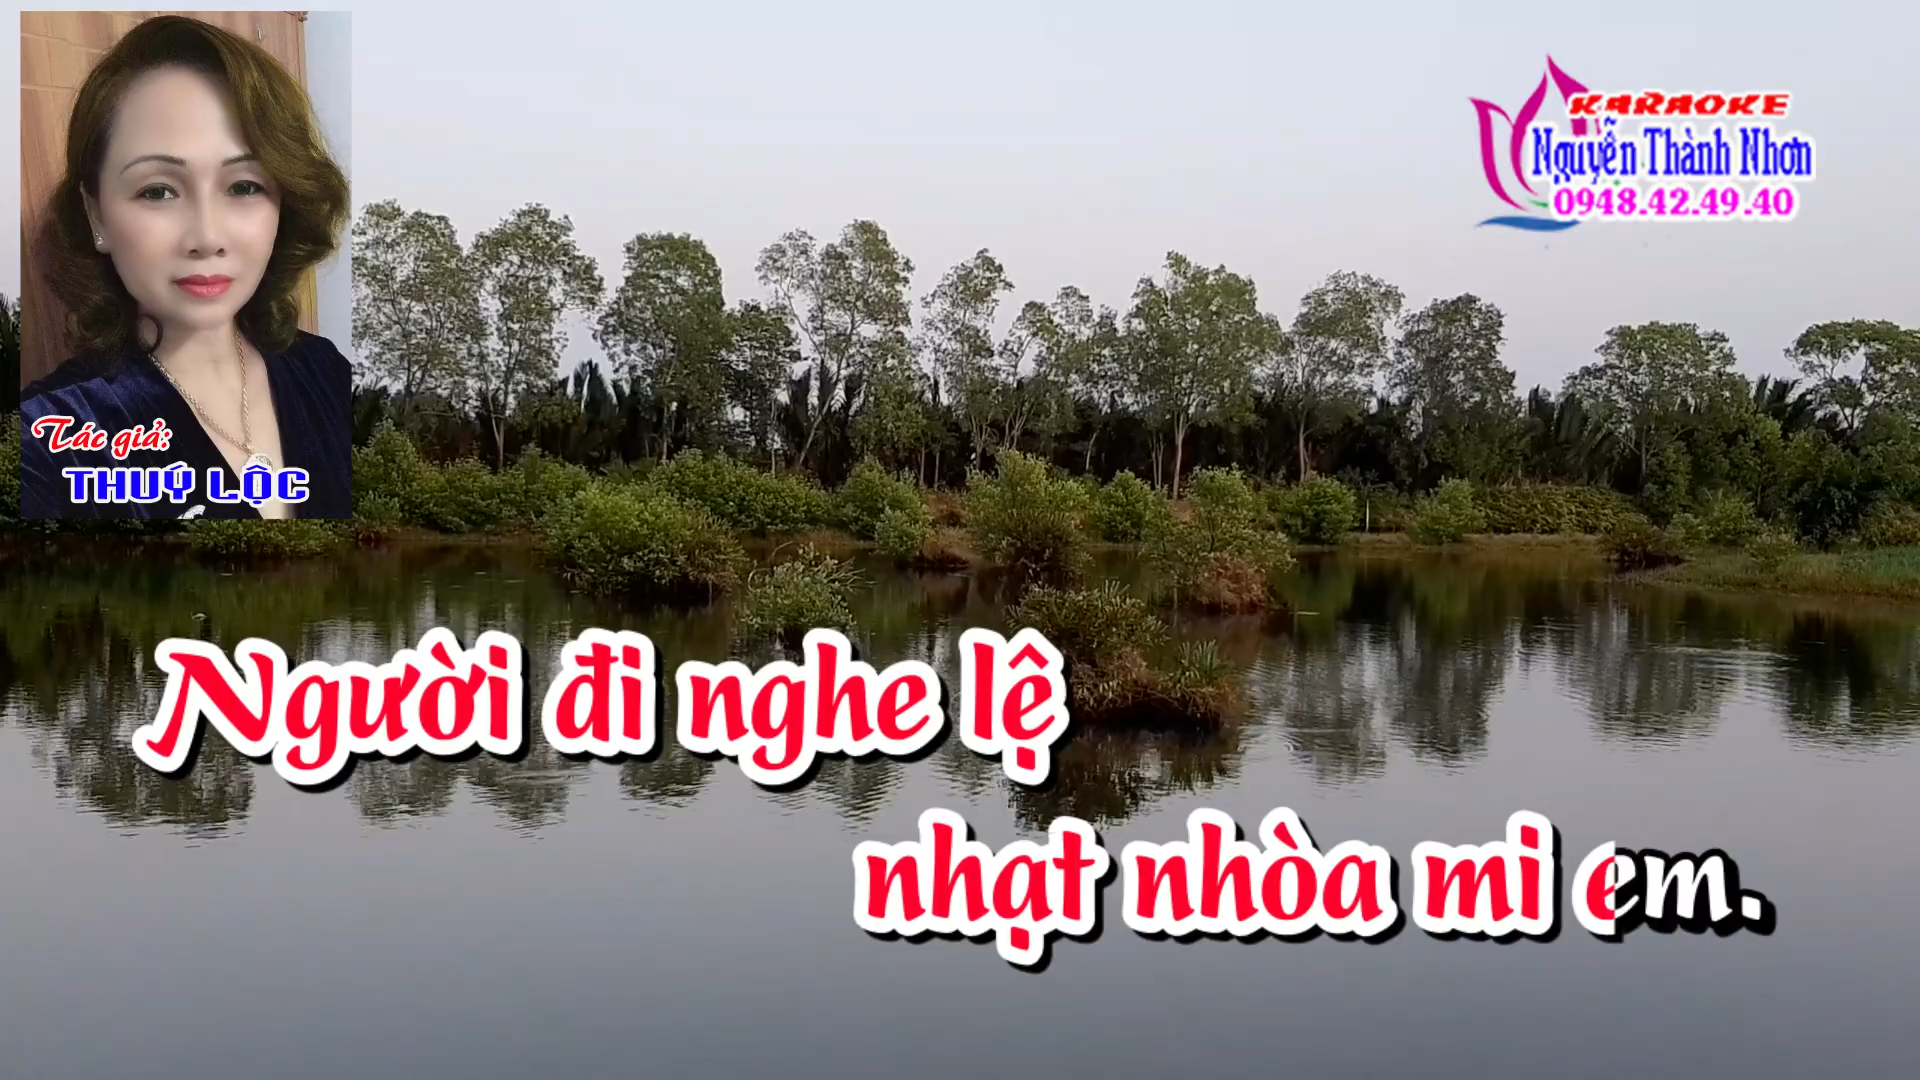 KARAOKE
Nguyễn Thành Nhơn
0948.42.49.40
Tác giả:
THUÝ LỘC
Người đi nghe lệ
nhạt nhòa mi em.